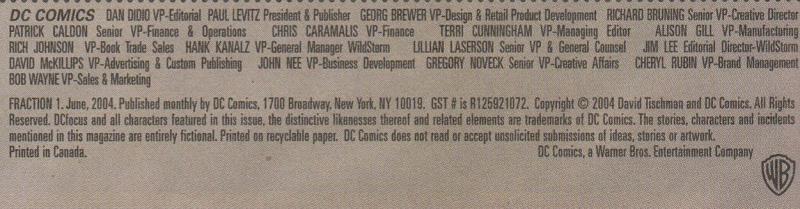 DC COMICS DAN DIDIO VP-Editorial PAUL LEVITZ President & Publisher GEORG BREWER VP-Design & Retail Product Development RICHARD BRUNING Senior VP-Creative Director
PATRICK CALDON Senior VP-Finance & Operations CHRIS CARAMALIS VP-Finance TERRI CUNNINGHAM VP-Managing Editor ALISON GILL VP-Manufacturing
RICH JOHNSON VP-Book Trade Sales HANK KANALZ VP-General Manager WildStorm LILLIAN LASERSON Senior VP & General Counsel JIM LEE Editorial Director-WildStorm
DAVID McKILLIPS VP-Advertising & Custom Publishing JOHN NEE VP-Business Development GREGORY NOVECK Senior VP-Creative Affairs CHERYL RUBIN VP-Brand Management
BOB WAYNE VP-Sales & Marketing
FRACTION 1. June, 2004. Published monthly by DC Comics, 1700 Broadway, New York, NY 10019. GST # is R125921072. Copyright © 2004 David Tischman and DC Comics. All Rights
Reserved. DCfocus and all characters featured in this issue, the distinctive likenesses thereof and related elements are trademarks of DC Comics. The stories, characters and incidents
mentioned in this magazine are entirely fictional. Printed on recyclable paper. DC Comics does not read or accept unsolicited submissions of ideas, stories or artwork.
Printed in Canada. DC Comics, a Warner Bros. Entertainment Company
WB